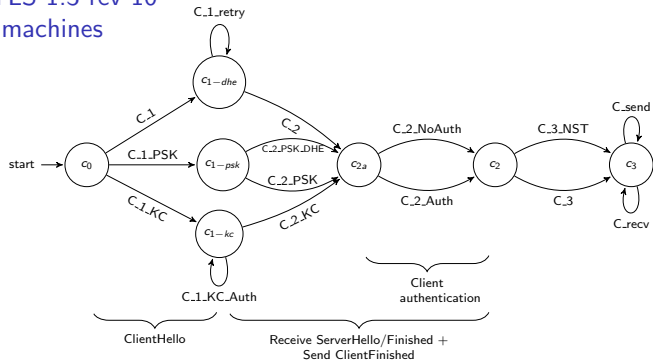 machines
C_1_retry
c1−dhe
C_1
C_2
start
c0
C_1_PSK
c1−psk
C_2_PSK_DHE
C_2_PSK
c2a
C_2_NoAuth
C_2_Auth
c2
C_3_NST
C_3
c3
C_send
C_recv
C_1_KC
c1−kc
C_2_KC
C_1_KC_Auth
Client
authentication
ClientHello
Receive ServerHello/Finished +
Send ClientFinished